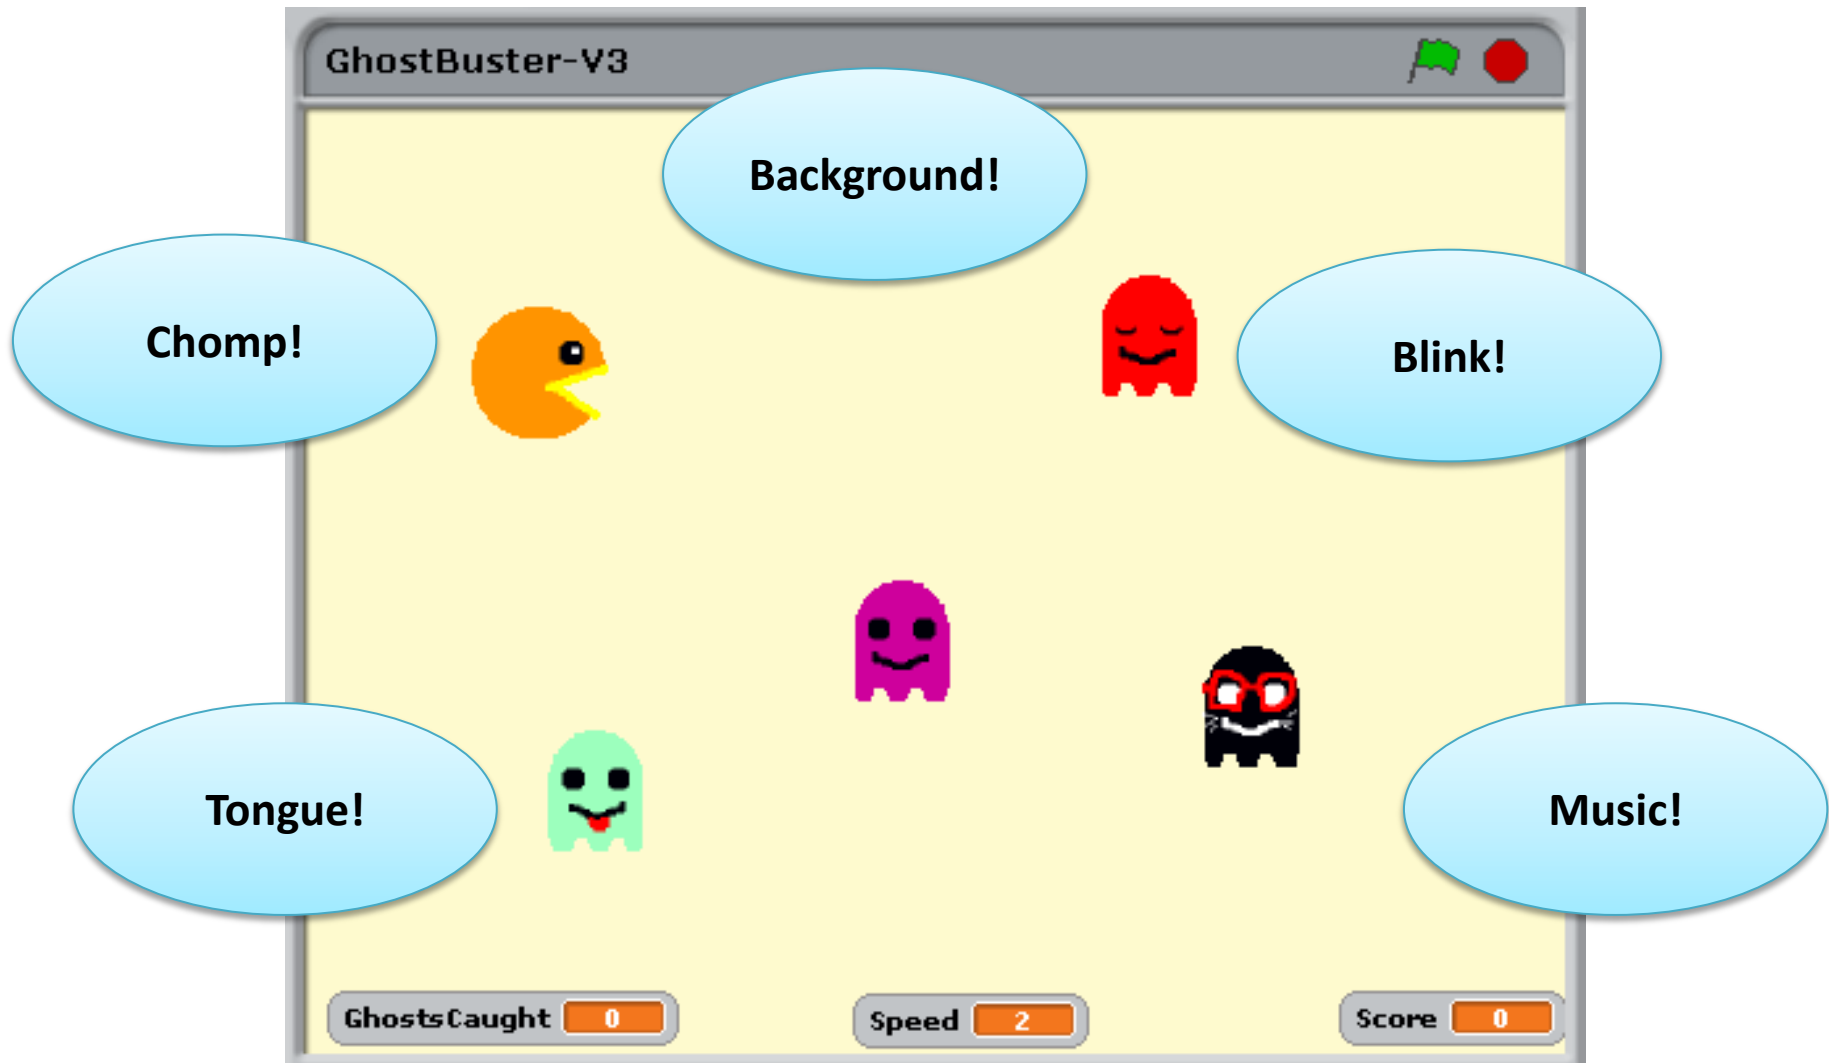 GhostBuster-V3
Background!
Chomp!
Blink!
Tongue!
Music!
GhostsCaught 0
Speed 2
Score 0